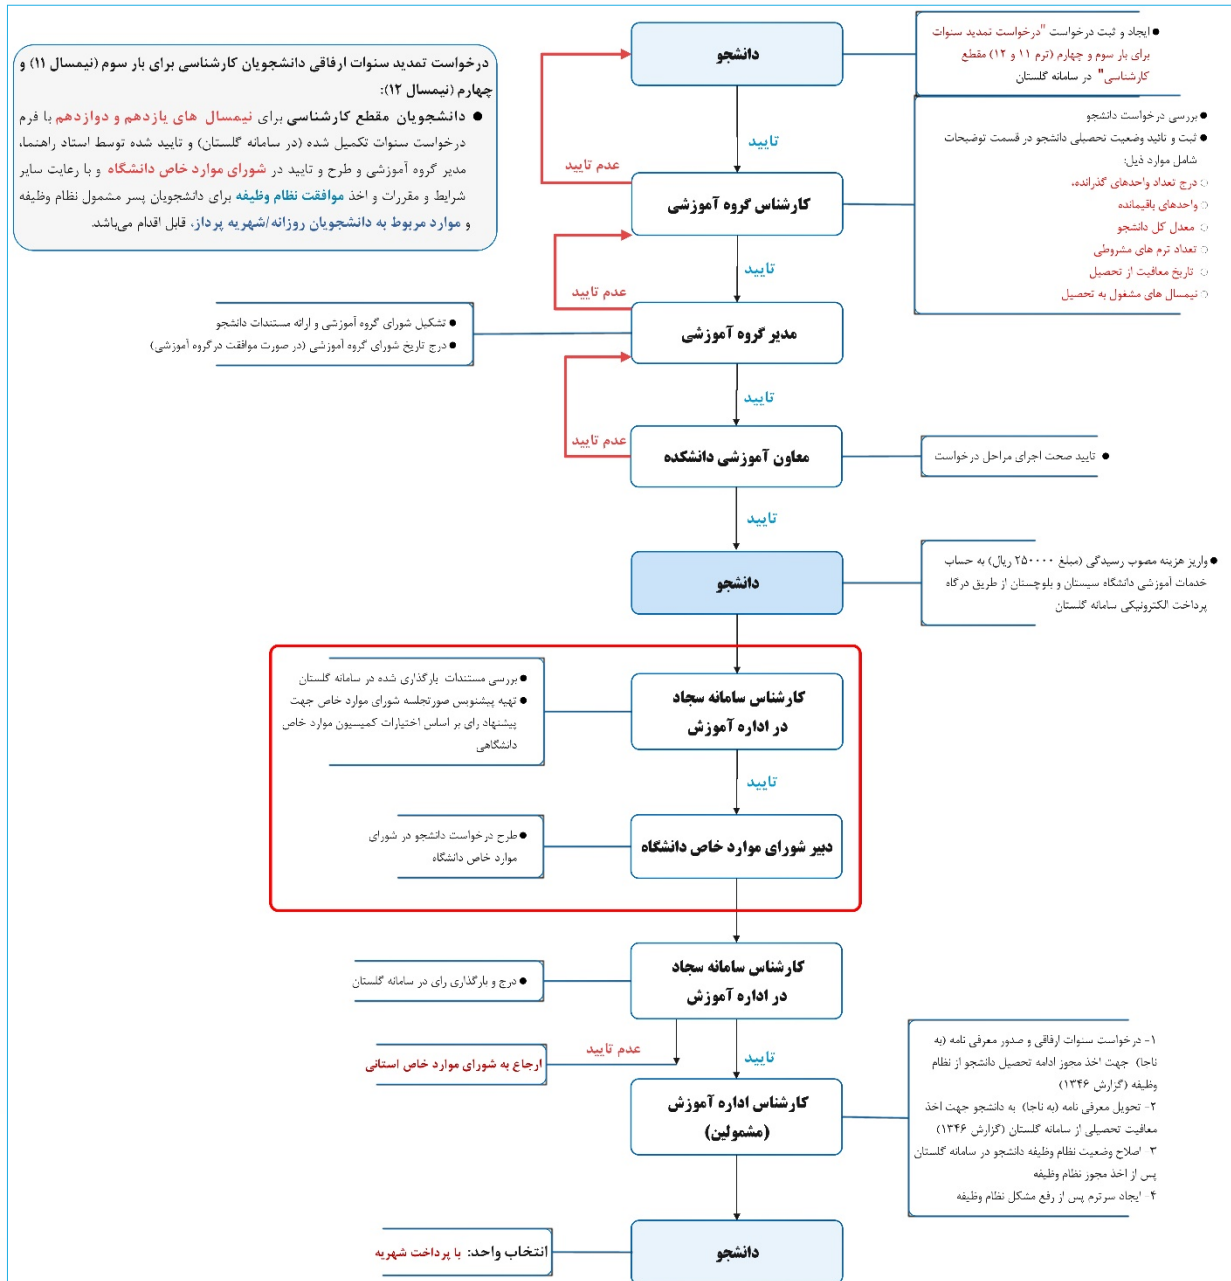 درخواست تمدید سنوات ارفاقی دانشجویان کارشناسی برای بار سوم (نیمسال ۱۱) و
چهارم (نیمسال ۱۲):
● دانشجویان مقطع کارشناسی برای نیمسال های یازدهم و دوازدهم با فرم
درخواست سنوات تکمیل شده (در سامانه گلستان) و تایید شده توسط استاد راهنما،
مدیر گروه آموزشی و طرح و تایید در شورای موارد خاص دانشگاه و با رعایت سایر
شرایط و مقررات و اخذ موافقت نظام وظیفه برای دانشجویان پسر مشمول نظام وظیفه
و موارد مربوط به دانشجویان روزانه/شهریه پرداز، قابل اقدام می‌باشد.
دانشجو
● ایجاد و ثبت درخواست "درخواست تمدید سنوات
برای بار سوم و چهارم (ترم ۱۱ و ۱۲) مقطع
کارشناسی" در سامانه گلستان
تایید
عدم تایید
کارشناس گروه آموزشی
● بررسی درخواست دانشجو
● ثبت و تائید وضعیت تحصیلی دانشجو در قسمت توضیحات
شامل موارد ذیل:
○ درج تعداد واحدهای گذرانده،
○ واحدهای باقیمانده
○ معدل کل دانشجو
○ تعداد ترم های مشروطی
○ تاریخ معافیت از تحصیل
○ نیمسال های مشغول به تحصیل
تایید
عدم تایید
مدیر گروه آموزشی
● تشکیل شورای گروه آموزشی و ارائه مستندات دانشجو
● درج تاریخ شورای گروه آموزشی (در صورت موافقت درگروه آموزشی)
تایید
عدم تایید
معاون آموزشی دانشکده
● تایید صحت اجرای مراحل درخواست
تایید
دانشجو
● واریز هزینه مصوب رسیدگی (مبلغ ۲۵۰۰۰۰ ریال) به حساب
خدمات آموزشی دانشگاه سیستان و بلوچستان از طریق درگاه
پرداخت الکترونیکی سامانه گلستان
کارشناس سامانه سجاد
در اداره آموزش
● بررسی مستندات بارگذاری شده در سامانه گلستان
● تهیه پیشنویس صورتجلسه شورای موارد خاص جهت
پیشنهاد رای بر اساس اختیارات کمیسیون موارد خاص
دانشگاهی
تایید
دبیر شورای موارد خاص دانشگاه
● طرح درخواست دانشجو در شورای
موارد خاص دانشگاه
کارشناس سامانه سجاد
در اداره آموزش
● درج و بارگذاری رای در سامانه گلستان
تایید
عدم تایید
ارجاع به شورای موارد خاص استانی
کارشناس اداره آموزش
(مشمولین)
۱- درخواست سنوات ارفاقی و صدور معرفی نامه (به
ناجا) جهت اخذ مجوز ادامه تحصیل دانشجو از نظام
وظیفه (گزارش ۱۳۴۶)
۲- تحویل معرفی نامه (به ناجا) به دانشجو جهت اخذ
معافیت تحصیلی از سامانه گلستان (گزارش ۱۳۴۶)
۳- اصلاح وضعیت نظام وظیفه دانشجو در سامانه گلستان
پس از اخذ مجوز نظام وظیفه
۴- ایجاد سرترم پس از رفع مشکل نظام وظیفه
دانشجو
انتخاب واحد: با پرداخت شهریه